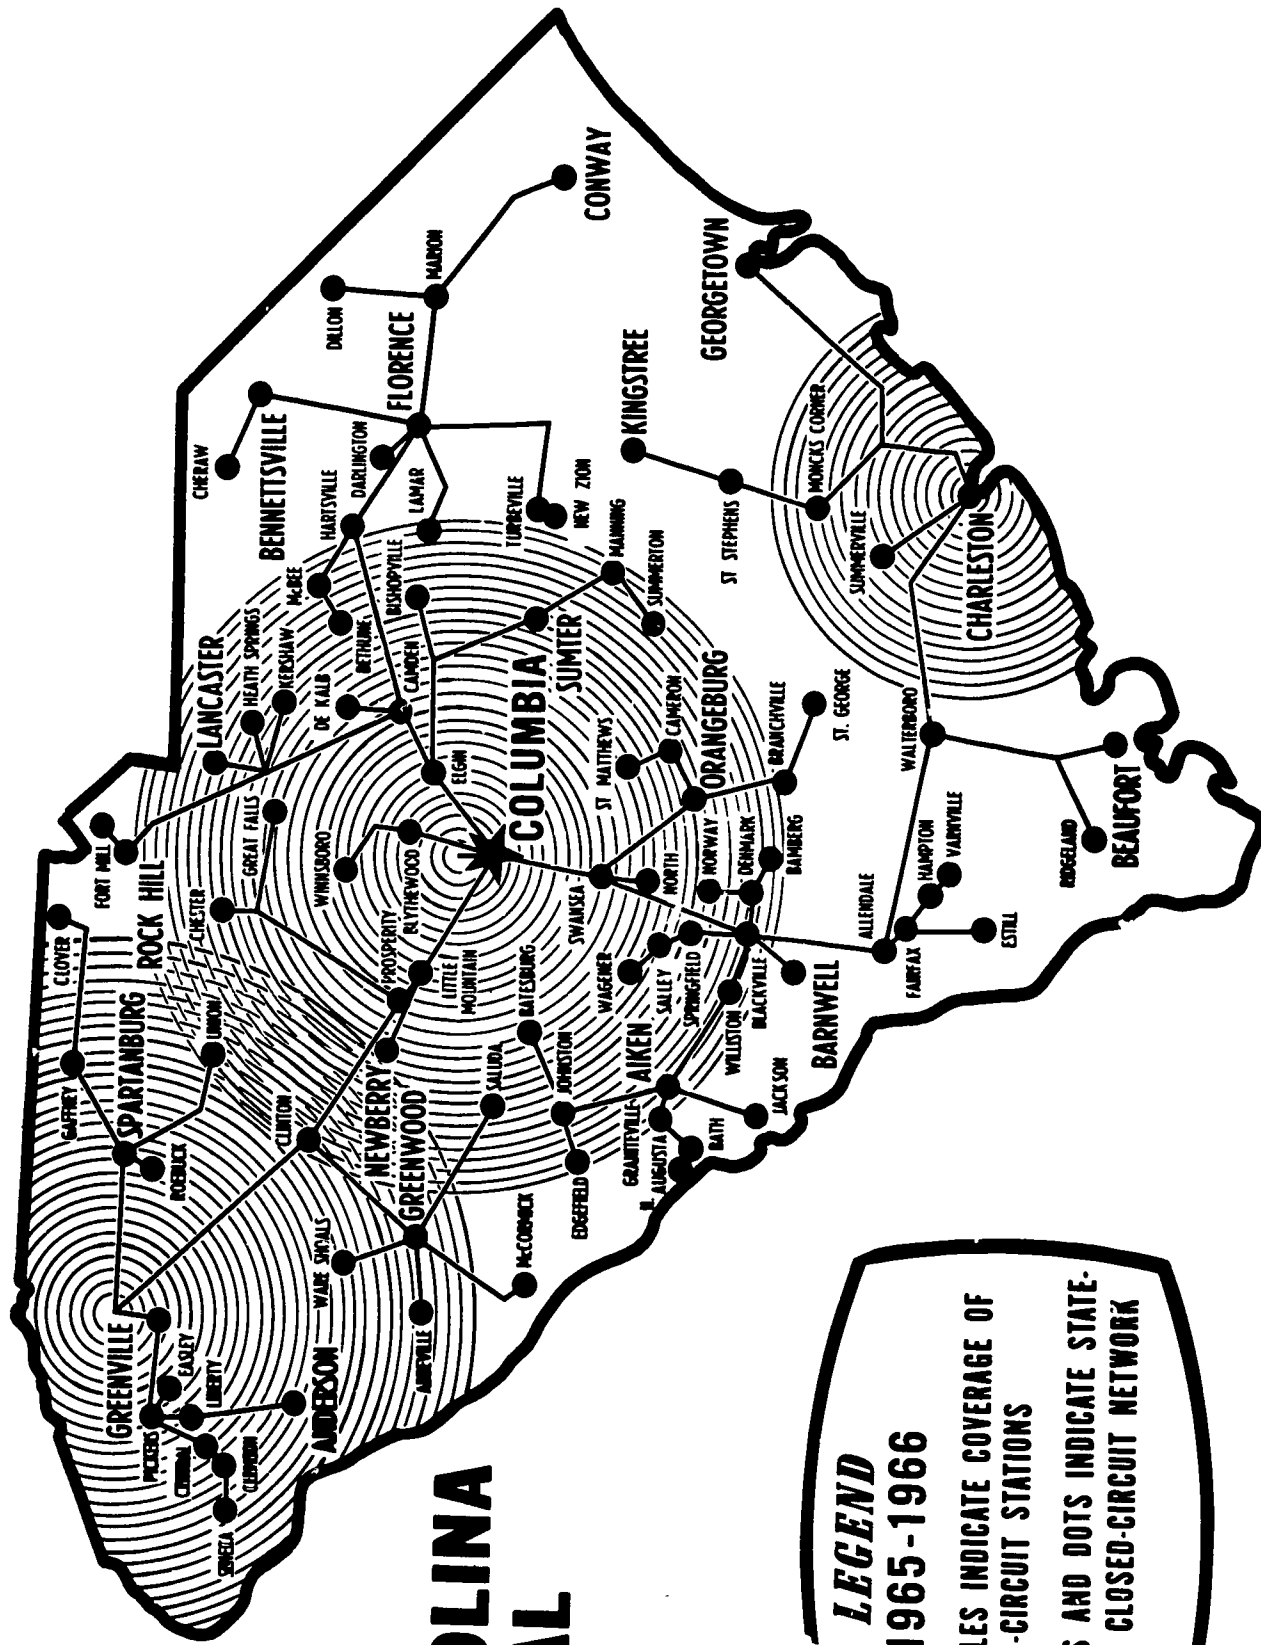 OLINA
AL
LEGEND
1965-1966
LES INDICATE COVERAGE OF
-CIRCUIT STATIONS
S AND DOTS INDICATE STATE-
CLOSED-CIRCUIT NETWORK
GREENVILLE
PICKENS
EASLEY
LIBERTY
CENTRAL
CLEMSON
SENECA
ANDERSON
SPARTANBURG
GAFFNEY
ROEBUCK
UNION
CLOVER
ROCK HILL
FORT MILL
CHESTER
GREAT FALLS
LANCASTER
HEATH SPRINGS
KERSHAW
CLINTON
WARE SHOALS
ABBEVILLE
GREENWOOD
NEWBERRY
McCORMICK
SALUDA
PROSPERITY
LITTLE
MOUNTAIN
WINNSBORO
BLYTHEWOOD
COLUMBIA
ELGIN
CAMDEN
DE KALB
BETHUNE
McBEE
HARTSVILLE
BISHOPVILLE
LAMAR
DARLINGTON
FLORENCE
BENNETTSVILLE
CHERAW
DILLON
MARION
CONWAY
TURBEVILLE
NEW ZION
SUMTER
MANNING
SUMMERTON
KINGSTREE
ST STEPHENS
MONCKS CORNER
GEORGETOWN
SUMMERVILLE
CHARLESTON
BATESBURG
JOHNSTON
EDGEFIELD
AIKEN
GRANITEVILLE
N. AUGUSTA
BATH
JACKSON
SWANSEA
NORTH
ST MATTHEWS
CAMERON
ORANGEBURG
BRANCHVILLE
ST. GEORGE
WAGENER
SALLEY
SPRINGFIELD
NORWAY
DENMARK
BAMBERG
WILLISTON
BLACKVILLE
BARNWELL
ALLENDALE
FAIRFAX
HAMPTON
VARNVILLE
ESTILL
WALTERBORO
RIDGELAND
BEAUFORT